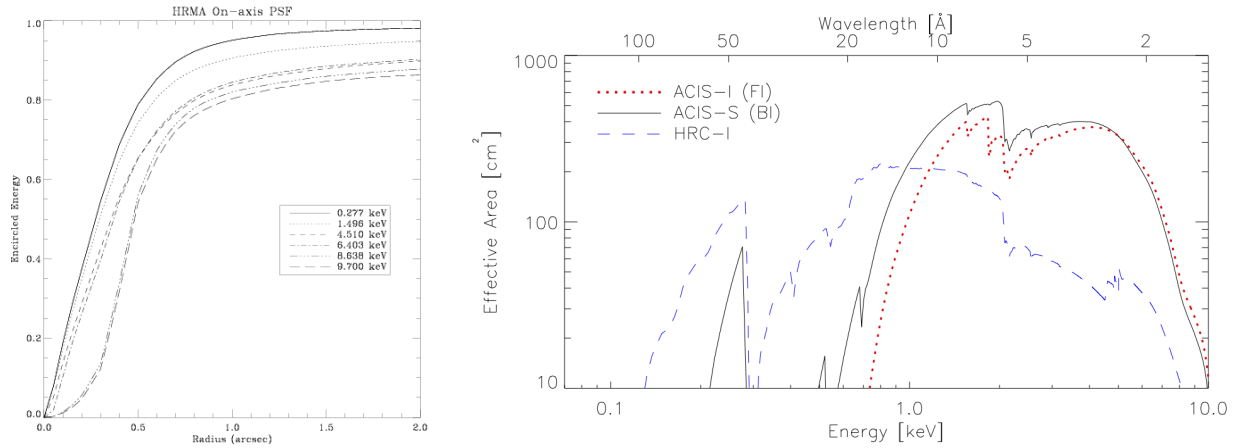 HRMA On-axis PSF
1.0
0.8
0.6
0.4
0.2
0.0
Encircled Energy
0.277 keV
1.496 keV
4.510 keV
6.403 keV
8.638 keV
9.700 keV
0.0 0.5 1.0 1.5 2.0
Radius (arcsec)
Wavelength [Å]
100 50 20 10 5 2
1000
100
10
Effective Area [cm²]
ACIS-I (FI)
ACIS-S (BI)
HRC-I
0.1 1.0 10.0
Energy [keV]